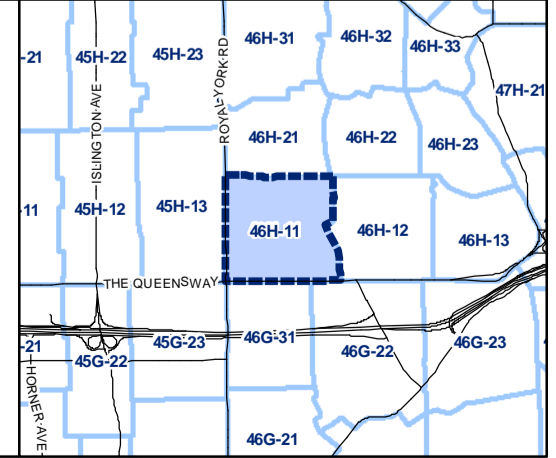 46H-31
46H-32
46H-33
-21
45H-22
45H-23
47H-21
ISLINGTON AVE
ROYAL YORK RD
46H-21
46H-22
46H-23
-11
45H-12
45H-13
46H-11
46H-12
46H-13
THE QUEENSWAY
-21
45G-22
45G-23
46G-31
46G-22
46G-23
HORNER AVE
46G-21